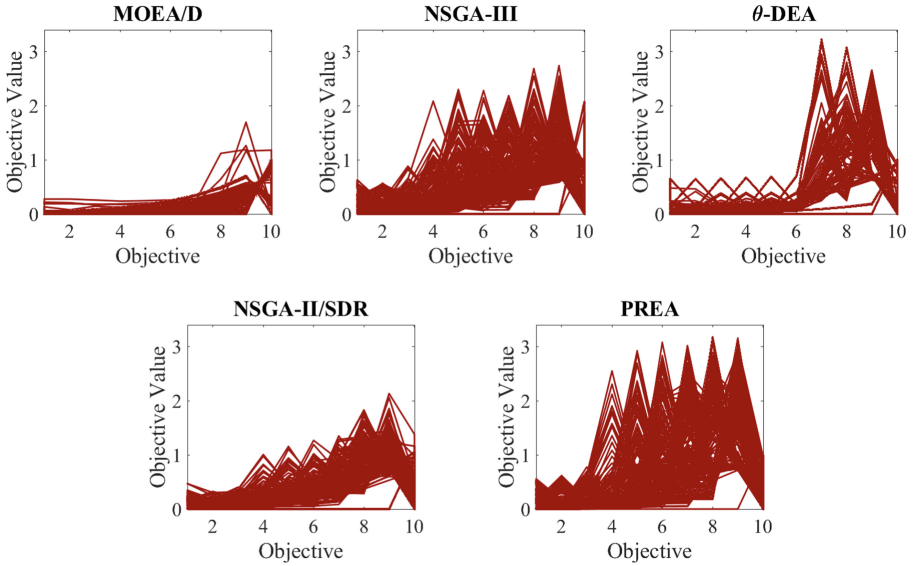 MOEA/D
NSGA-III
θ-DEA
Objective Value
3
2
1
0
2 4 6 8 10
Objective
Objective Value
3
2
1
0
2 4 6 8 10
Objective
Objective Value
3
2
1
0
2 4 6 8 10
Objective
NSGA-II/SDR
PREA
Objective Value
3
2
1
0
2 4 6 8 10
Objective
Objective Value
3
2
1
0
2 4 6 8 10
Objective